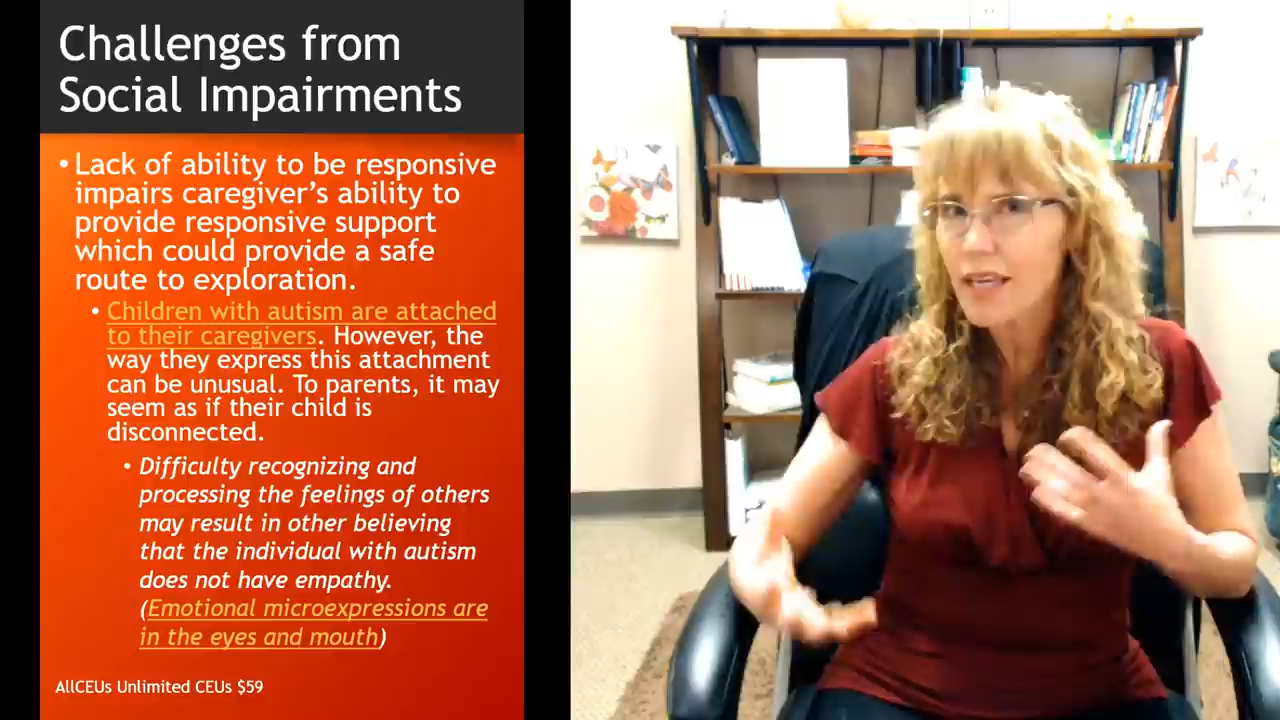 Challenges from
Social Impairments
• Lack of ability to be responsive
impairs caregiver’s ability to
provide responsive support
which could provide a safe
route to exploration.
• Children with autism are attached
to their caregivers. However, the
way they express this attachment
can be unusual. To parents, it may
seem as if their child is
disconnected.
• Difficulty recognizing and
processing the feelings of others
may result in other believing
that the individual with autism
does not have empathy.
(Emotional microexpressions are
in the eyes and mouth)
AllCEUs Unlimited CEUs $59